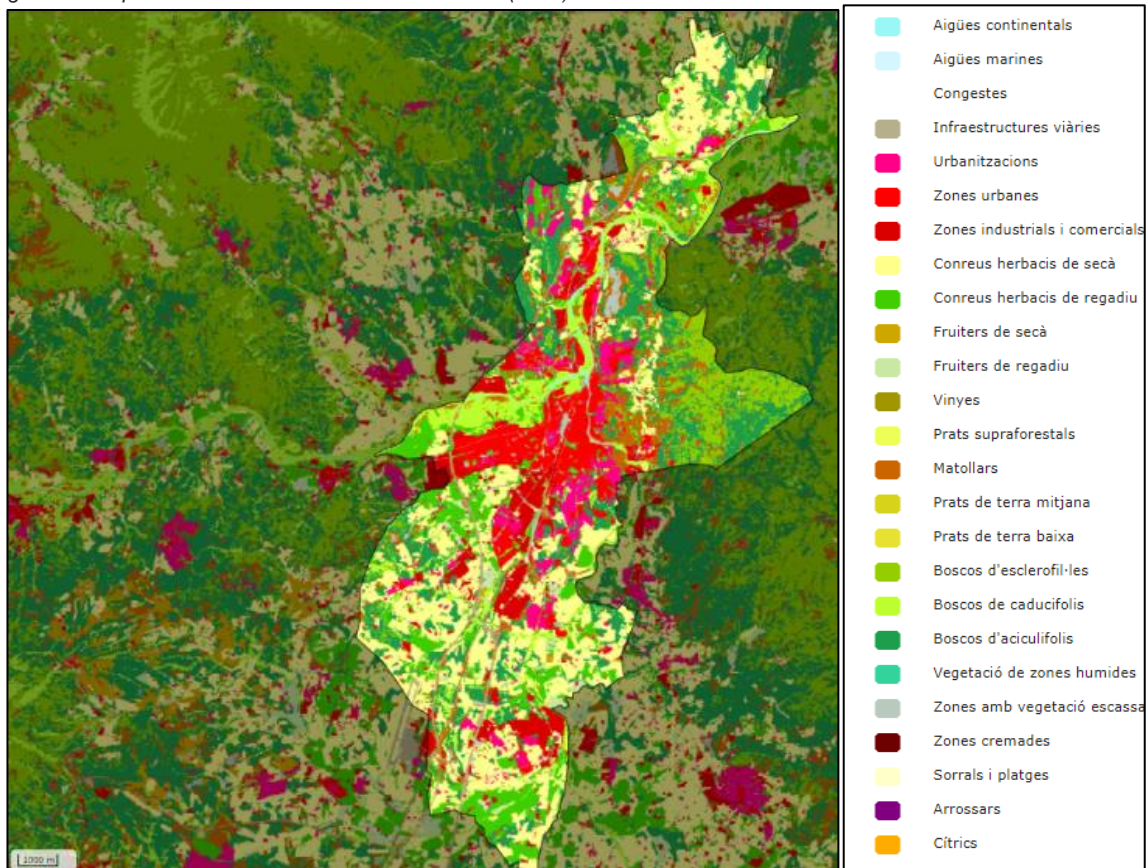 Aigües continentals
Aigües marines
Congestes
Infraestructures viàries
Urbanitzacions
Zones urbanes
Zones industrials i comercials
Conreus herbacis de secà
Conreus herbacis de regadiu
Fruiters de secà
Fruiters de regadiu
Vinyes
Prats supraforestals
Matollars
Prats de terra mitjana
Prats de terra baixa
Boscos d'esclerofil·les
Boscos de caducifolis
Boscos d'aciculifolis
Vegetació de zones humides
Zones amb vegetació escassa
Zones cremades
Sorrals i platges
Arrossars
Cítrics
1000 m